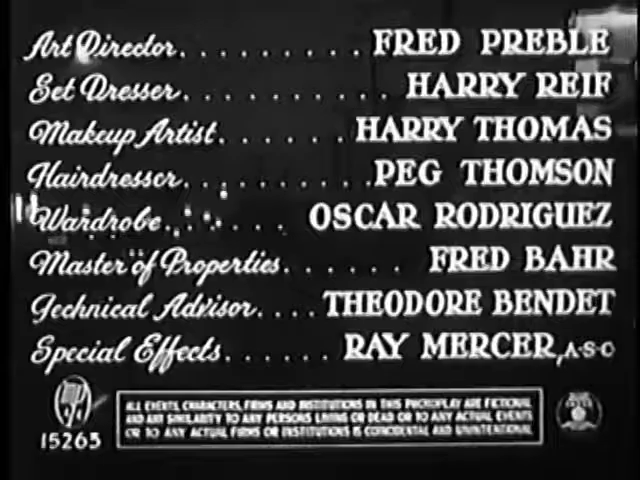 Art Director. . . . . . . . . FRED PREBLE
Set Dresser. . . . . . . . . . HARRY REIF
Makeup Artist. . . . . . HARRY THOMAS
Hairdresser. . . . . . . . . PEG THOMSON
Wardrobe. . . . . . . OSCAR RODRIGUEZ
Master of Properties. . . . . . FRED BAHR
Technical Advisor. . . . THEODORE BENDET
Special Effects. . . . . . RAY MERCER, A·S·C
ALL EVENTS, CHARACTERS, FIRMS AND INSTITUTIONS IN THIS PHOTOPLAY ARE FICTIONAL
AND ANY SIMILARITY TO ANY PERSONS LIVING OR DEAD OR TO ANY ACTUAL EVENTS
OR TO ANY ACTUAL FIRMS OR INSTITUTIONS IS COINCIDENTAL AND UNINTENTIONAL
15265